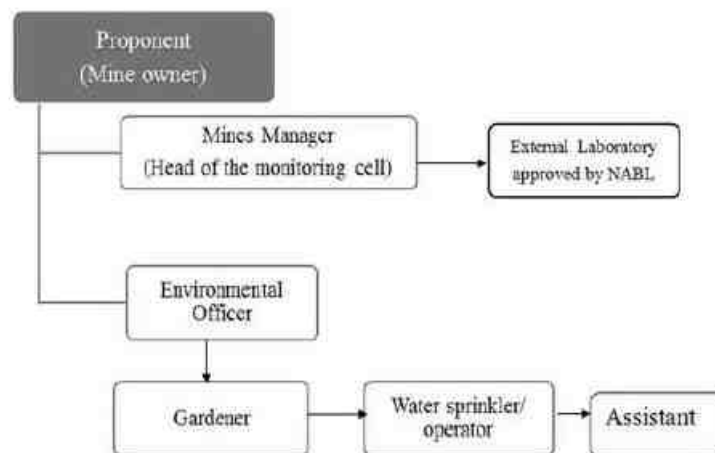 Proponent
(Mine owner)
Mines Manager
(Head of the monitoring cell)
External Laboratory
approved by NABL
Environmental
Officer
Gardener
Water sprinkler/
operator
Assistant